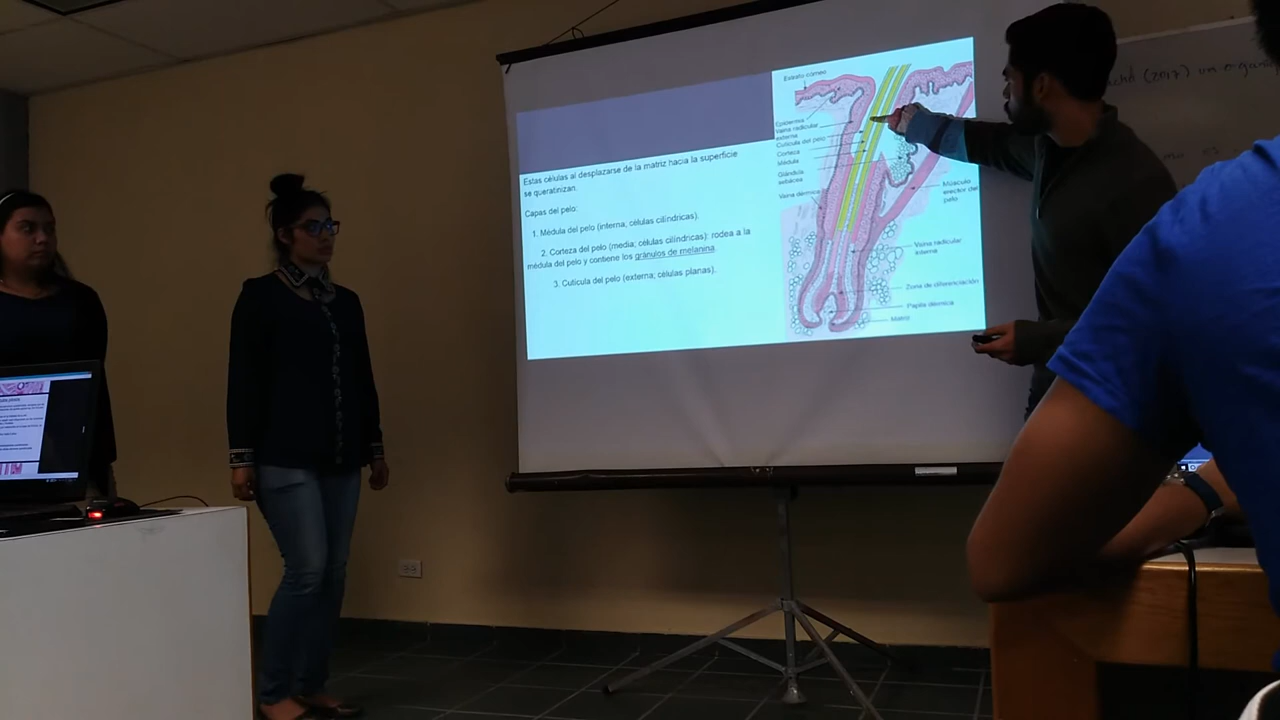 Estas células al desplazarse de la matriz hacia la superficie
se queratinizan.
Capas del pelo:
1. Médula del pelo (interna; células cilíndricas).
2. Corteza del pelo (media; células cilíndricas): rodea a la
médula del pelo y contiene los gránulos de melanina.
3. Cutícula del pelo (externa; células planas).
Estrato córneo
Epidermis
Vaina radicular
externa
Cutícula del pelo
Corteza
Médula
Glándula
sebácea
Vaina dérmica
Músculo
erector del
pelo
Vaina radicular
interna
Zona de diferenciación
Papila dérmica
Matriz
(2017)